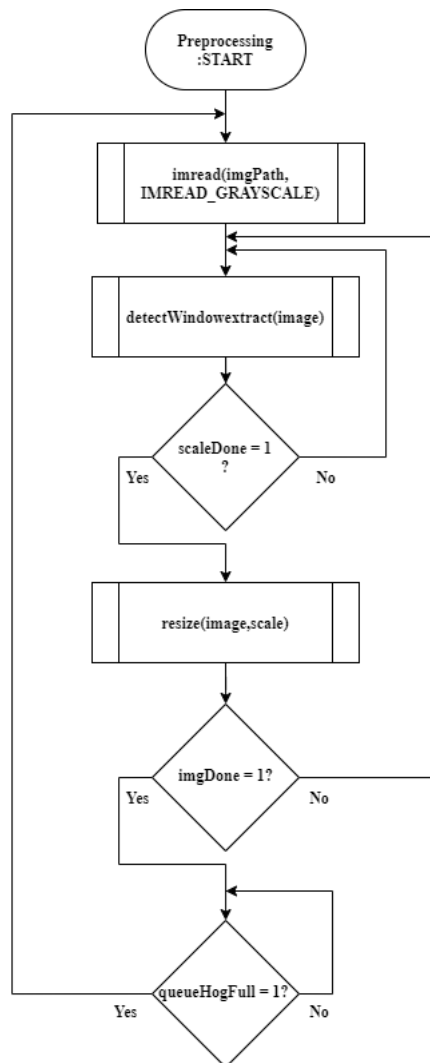 Preprocessing
:START
imread(imgPath,
IMREAD_GRAYSCALE)
detectWindowextract(image)
scaleDone = 1
?
Yes
No
resize(image,scale)
imgDone = 1?
Yes
No
queueHogFull = 1?
Yes
No